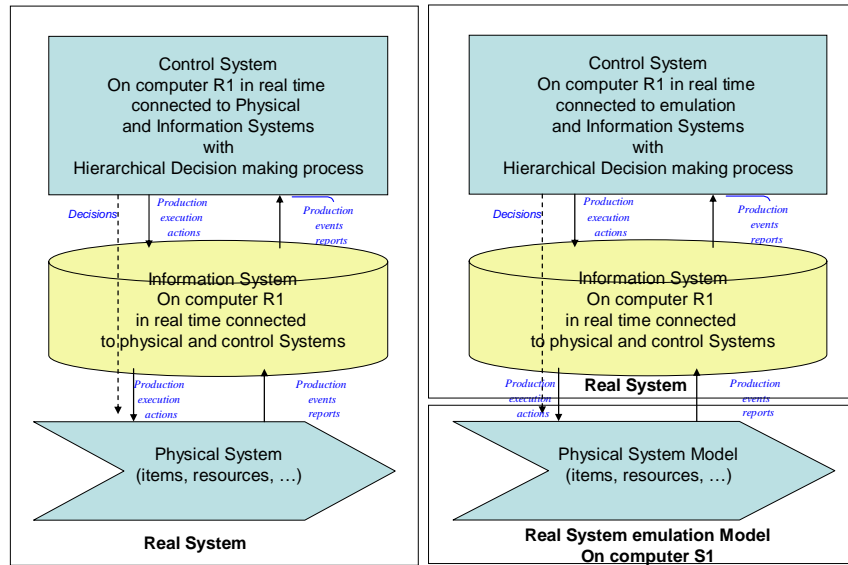 Control System
On computer R1 in real time
connected to Physical
and Information Systems
with
Hierarchical Decision making process
Decisions
Production
execution
actions
Production
events
reports
Information System
On computer R1
in real time connected
to physical and control Systems
Production
execution
actions
Production
events
reports
Physical System
(items, resources, …)
Real System
Control System
On computer R1 in real time
connected to emulation
and Information Systems
with
Hierarchical Decision making process
Decisions
Production
execution
actions
Production
events
reports
Information System
On computer R1
in real time connected
to physical and control Systems
Real System
Production
execution
actions
Production
events
reports
Physical System Model
(items, resources, …)
Real System emulation Model
On computer S1